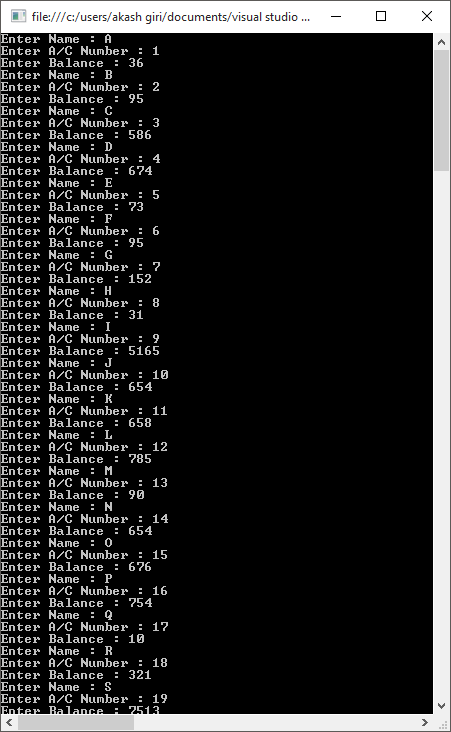 file:///c:/users/akash giri/documents/visual studio ...
Enter Name : A
Enter A/C Number : 1
Enter Balance : 36
Enter Name : B
Enter A/C Number : 2
Enter Balance : 95
Enter Name : C
Enter A/C Number : 3
Enter Balance : 586
Enter Name : D
Enter A/C Number : 4
Enter Balance : 674
Enter Name : E
Enter A/C Number : 5
Enter Balance : 73
Enter Name : F
Enter A/C Number : 6
Enter Balance : 95
Enter Name : G
Enter A/C Number : 7
Enter Balance : 152
Enter Name : H
Enter A/C Number : 8
Enter Balance : 31
Enter Name : I
Enter A/C Number : 9
Enter Balance : 5165
Enter Name : J
Enter A/C Number : 10
Enter Balance : 654
Enter Name : K
Enter A/C Number : 11
Enter Balance : 658
Enter Name : L
Enter A/C Number : 12
Enter Balance : 785
Enter Name : M
Enter A/C Number : 13
Enter Balance : 90
Enter Name : N
Enter A/C Number : 14
Enter Balance : 654
Enter Name : O
Enter A/C Number : 15
Enter Balance : 676
Enter Name : P
Enter A/C Number : 16
Enter Balance : 754
Enter Name : Q
Enter A/C Number : 17
Enter Balance : 10
Enter Name : R
Enter A/C Number : 18
Enter Balance : 321
Enter Name : S
Enter A/C Number : 19
Enter Balance : 7513